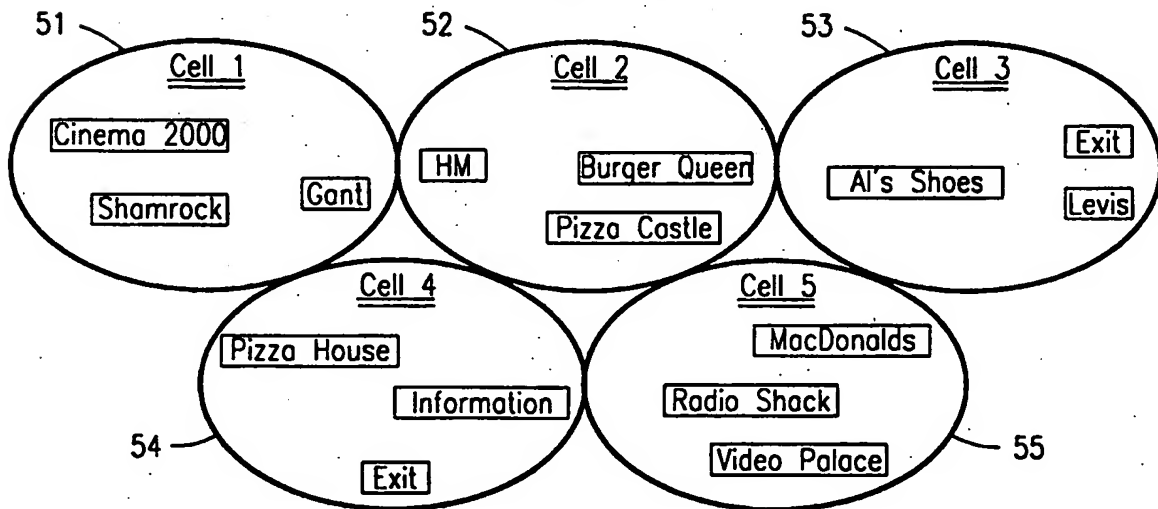 51
52
53
Cell 1
Cinema 2000
Shamrock
Gant
Cell 2
HM
Burger Queen
Pizza Castle
Cell 3
Exit
Al's Shoes
Levis
Cell 4
Pizza House
Information
Exit
54
Cell 5
MacDonalds
Radio Shack
Video Palace
55